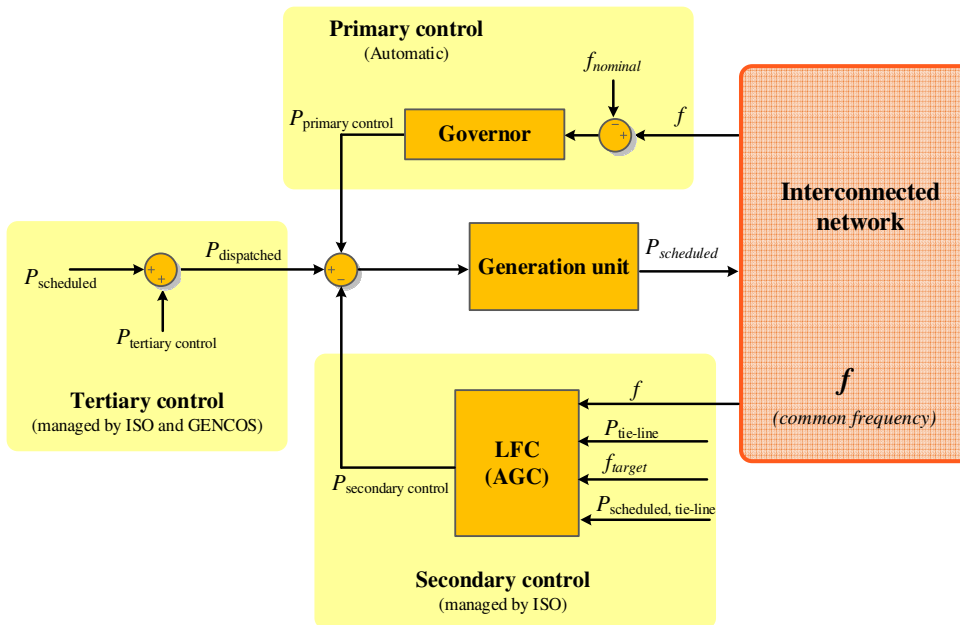 Primary control
(Automatic)
f_nominal
P_primary control
Governor
−
+
f
Interconnected
network
P_scheduled
+
+
P_dispatched
+
−
−
Generation unit
P_scheduled
P_tertiary control
Tertiary control
(managed by ISO and GENCOS)
f
(common frequency)
LFC
(AGC)
f
P_tie-line
f_target
P_scheduled, tie-line
P_secondary control
Secondary control
(managed by ISO)